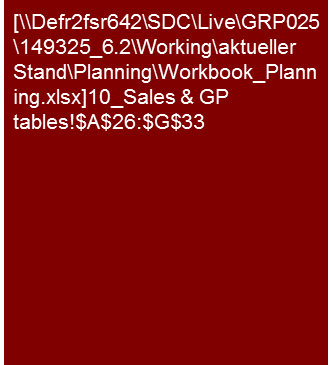 [\\Defr2fsr642\SDC\Live\GRP025
\149325_6.2\Working\aktueller
Stand\Planning\Workbook_Plann
ing.xlsx]10_Sales & GP
tables!$A$26:$G$33